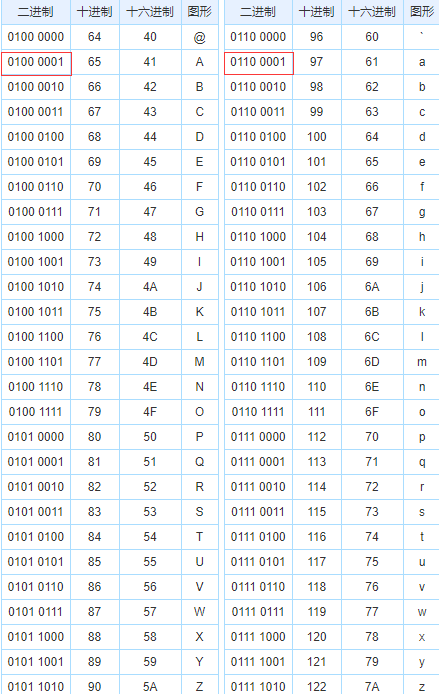 二进制 十进制 十六进制 图形 二进制 十进制 十六进制 图形
0100 0000 64 40 @ 0110 0000 96 60 `
0100 0001 65 41 A 0110 0001 97 61 a
0100 0010 66 42 B 0110 0010 98 62 b
0100 0011 67 43 C 0110 0011 99 63 c
0100 0100 68 44 D 0110 0100 100 64 d
0100 0101 69 45 E 0110 0101 101 65 e
0100 0110 70 46 F 0110 0110 102 66 f
0100 0111 71 47 G 0110 0111 103 67 g
0100 1000 72 48 H 0110 1000 104 68 h
0100 1001 73 49 I 0110 1001 105 69 i
0100 1010 74 4A J 0110 1010 106 6A j
0100 1011 75 4B K 0110 1011 107 6B k
0100 1100 76 4C L 0110 1100 108 6C l
0100 1101 77 4D M 0110 1101 109 6D m
0100 1110 78 4E N 0110 1110 110 6E n
0100 1111 79 4F O 0110 1111 111 6F o
0101 0000 80 50 P 0111 0000 112 70 p
0101 0001 81 51 Q 0111 0001 113 71 q
0101 0010 82 52 R 0111 0010 114 72 r
0101 0011 83 53 S 0111 0011 115 73 s
0101 0100 84 54 T 0111 0100 116 74 t
0101 0101 85 55 U 0111 0101 117 75 u
0101 0110 86 56 V 0111 0110 118 76 v
0101 0111 87 57 W 0111 0111 119 77 w
0101 1000 88 58 X 0111 1000 120 78 x
0101 1001 89 59 Y 0111 1001 121 79 y
0101 1010 90 5A Z 0111 1010 122 7A z